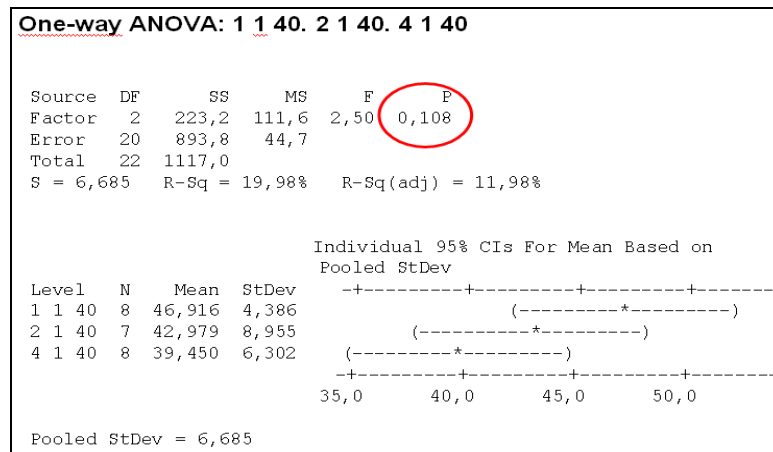 One-way ANOVA: 1 1 40. 2 1 40. 4 1 40
Source  DF      SS     MS     F      P
Factor   2   223,2  111,6  2,50  0,108
Error   20   893,8   44,7
Total   22  1117,0
S = 6,685   R-Sq = 19,98%   R-Sq(adj) = 11,98%
Individual 95% CIs For Mean Based on
Pooled StDev
Level   N    Mean  StDev  -+---------+---------+---------+-------
1 1 40  8  46,916  4,386                 (---------*---------)
2 1 40  7  42,979  8,955        (----------*---------)
4 1 40  8  39,450  6,302  (---------*---------)
-+---------+---------+---------+-------
35,0      40,0      45,0      50,0
Pooled StDev = 6,685